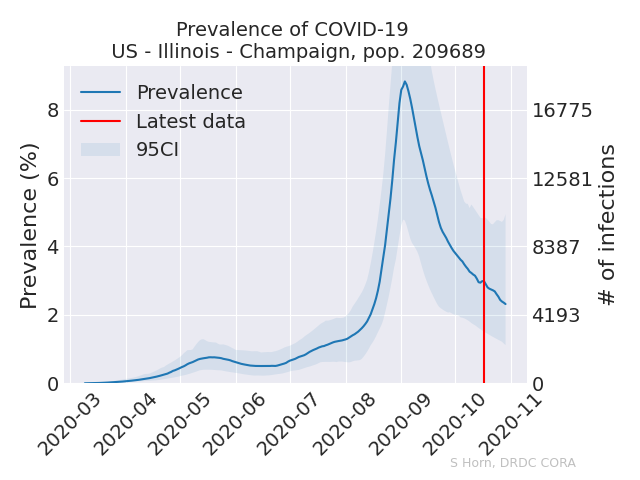 Prevalence of COVID-19
US - Illinois - Champaign, pop. 209689
Prevalence
Latest data
95CI
Prevalence (%)
8
6
4
2
0
16775
12581
8387
4193
0
# of infections
2020-03
2020-04
2020-05
2020-06
2020-07
2020-08
2020-09
2020-10
2020-11
S Horn, DRDC CORA